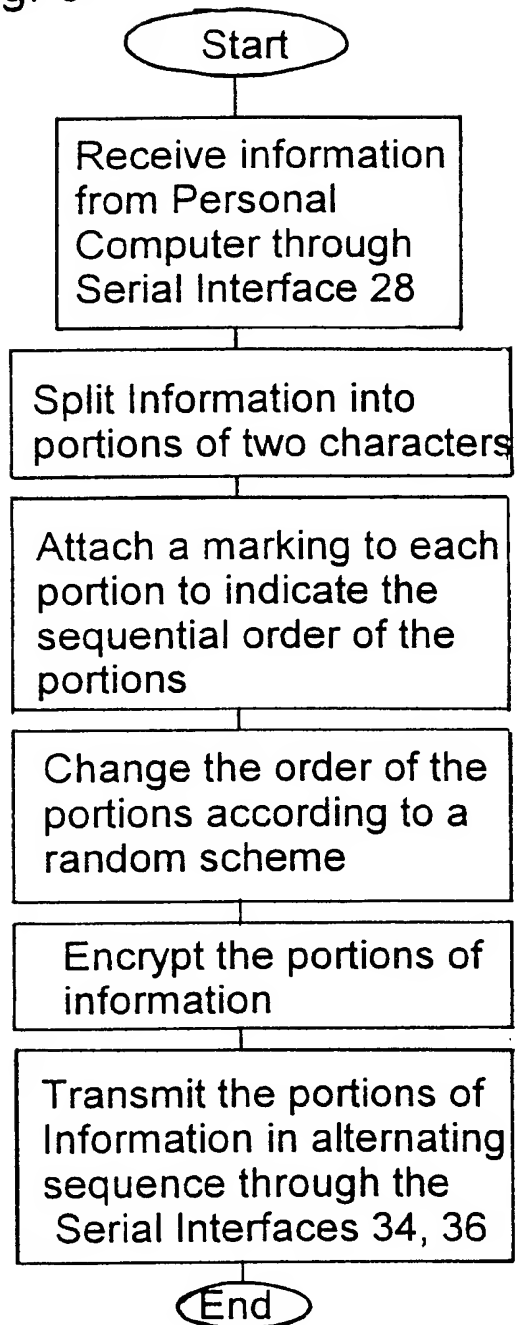 Start
Receive information
from Personal
Computer through
Serial Interface 28
Split Information into
portions of two characters
Attach a marking to each
portion to indicate the
sequential order of the
portions
Change the order of the
portions according to a
random scheme
Encrypt the portions of
information
Transmit the portions of
Information in alternating
sequence through the
Serial Interfaces 34, 36
End